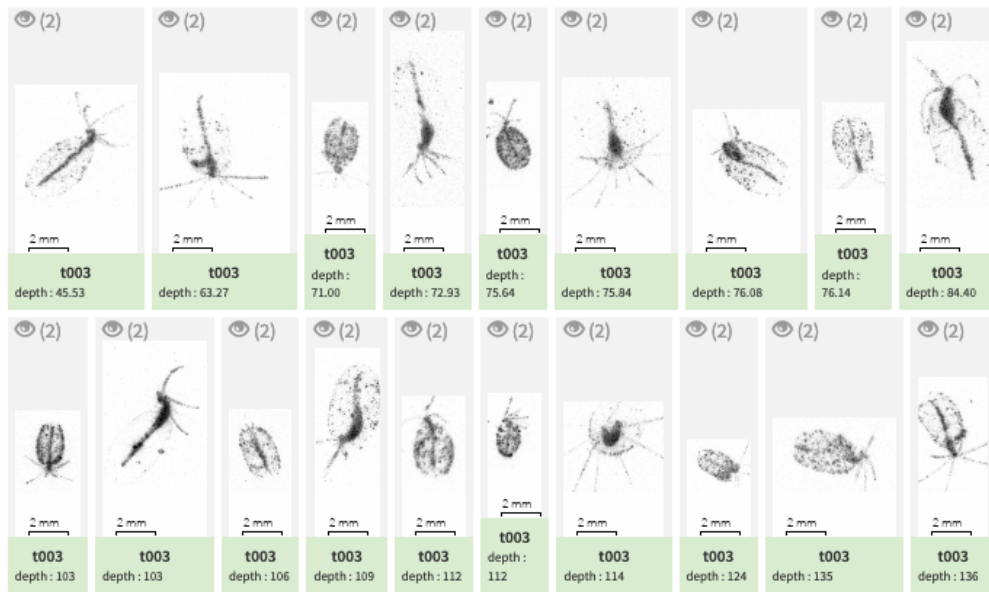 (2) (2) (2) (2) (2) (2) (2) (2) (2)
2 mm 2 mm 2 mm 2 mm 2 mm 2 mm 2 mm 2 mm 2 mm
t003 t003 t003 t003 t003 t003 t003 t003 t003
depth : 45.53 depth : 63.27 depth : 71.00 depth : 72.93 depth : 75.64 depth : 75.84 depth : 76.08 depth : 76.14 depth : 84.40
(2) (2) (2) (2) (2) (2) (2) (2) (2) (2)
2 mm 2 mm 2 mm 2 mm 2 mm 2 mm 2 mm 2 mm 2 mm 2 mm
t003 t003 t003 t003 t003 t003 t003 t003 t003 t003
depth : 103 depth : 103 depth : 106 depth : 109 depth : 112 depth : 112 depth : 114 depth : 124 depth : 135 depth : 136